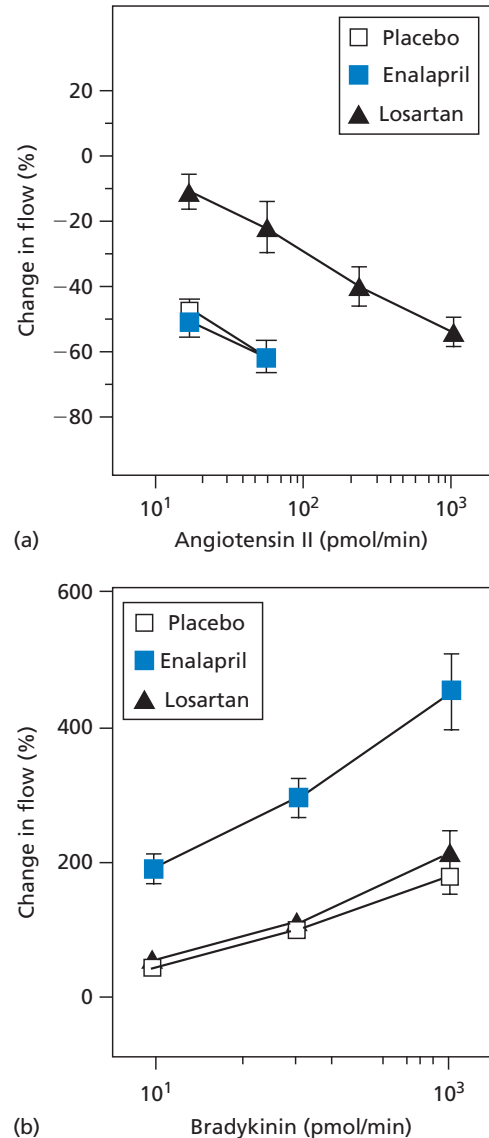 Placebo
Enalapril
Losartan
20
0
−20
−40
−60
−80
Change in flow (%)
10¹
10²
10³
(a)
Angiotensin II (pmol/min)
600
Placebo
Enalapril
Losartan
400
200
0
Change in flow (%)
10¹
10³
(b)
Bradykinin (pmol/min)